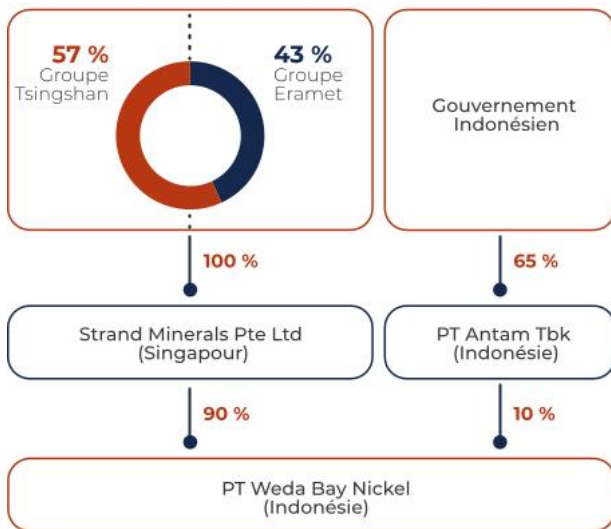 57 %
Groupe
Tsingshan
43 %
Groupe
Eramet
Gouvernement
Indonésien
100 %
65 %
Strand Minerals Pte Ltd
(Singapour)
PT Antam Tbk
(Indonésie)
90 %
10 %
PT Weda Bay Nickel
(Indonésie)